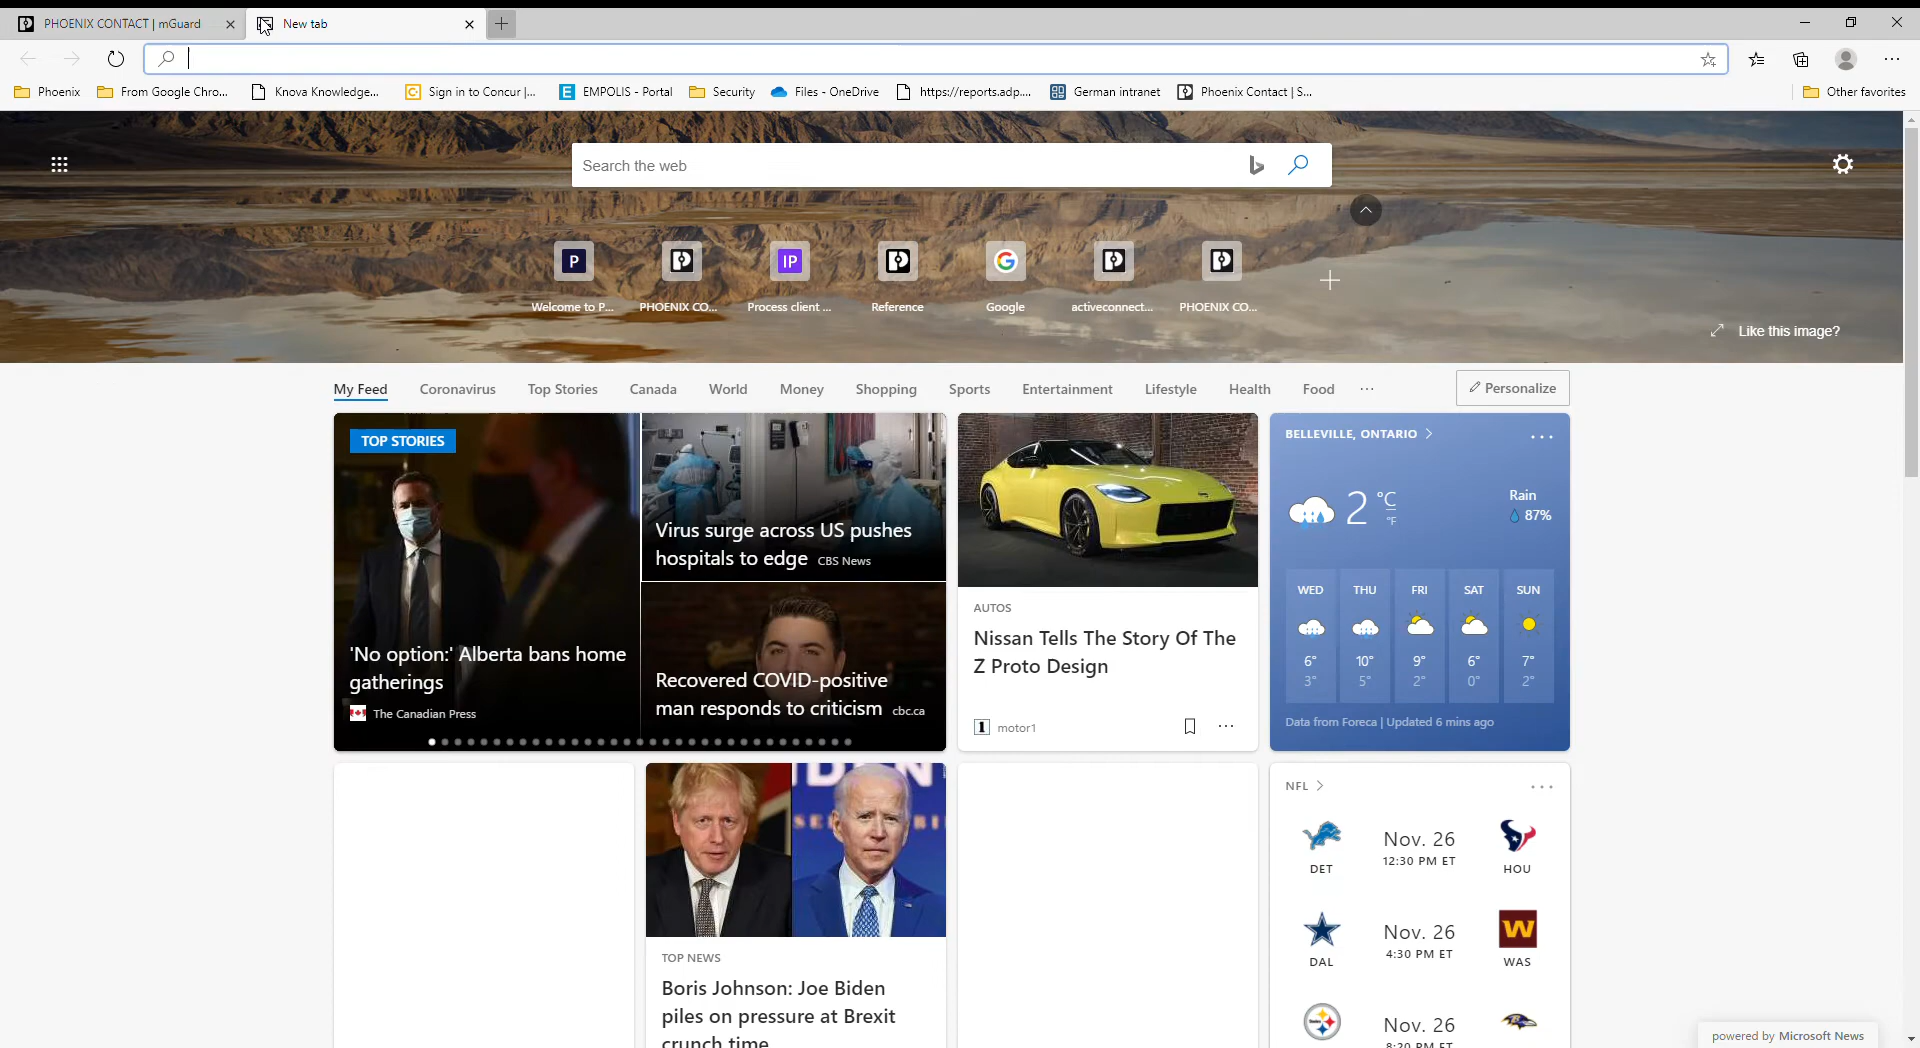 PHOENIX CONTACT | mGuard
New tab
Phoenix
From Google Chro...
Knova Knowledge...
Sign in to Concur |...
EMPOLIS - Portal
Security
Files - OneDrive
https://reports.adp....
German intranet
Phoenix Contact | S...
Other favorites
Search the web
P
IP
G
Welcome to P...
PHOENIX CO...
Process client ...
Reference
Google
activeconnect...
PHOENIX CO...
Like this image?
My Feed
Coronavirus
Top Stories
Canada
World
Money
Shopping
Sports
Entertainment
Lifestyle
Health
Food
Personalize
TOP STORIES
'No option:' Alberta bans home
gatherings
The Canadian Press
Virus surge across US pushes
hospitals to edge CBS News
Recovered COVID-positive
man responds to criticism cbc.ca
AUTOS
Nissan Tells The Story Of The
Z Proto Design
1 motor1
BELLEVILLE, ONTARIO
2 °C
°F
Rain
87%
WED THU FRI SAT SUN
6° 10° 9° 6° 7°
3° 5° 2° 0° 2°
Data from Foreca | Updated 6 mins ago
TOP NEWS
Boris Johnson: Joe Biden
piles on pressure at Brexit
crunch time
NFL
Nov. 26
12:30 PM ET
DET HOU
W
Nov. 26
4:30 PM ET
DAL WAS
Nov. 26
8:20 PM ET
powered by Microsoft News